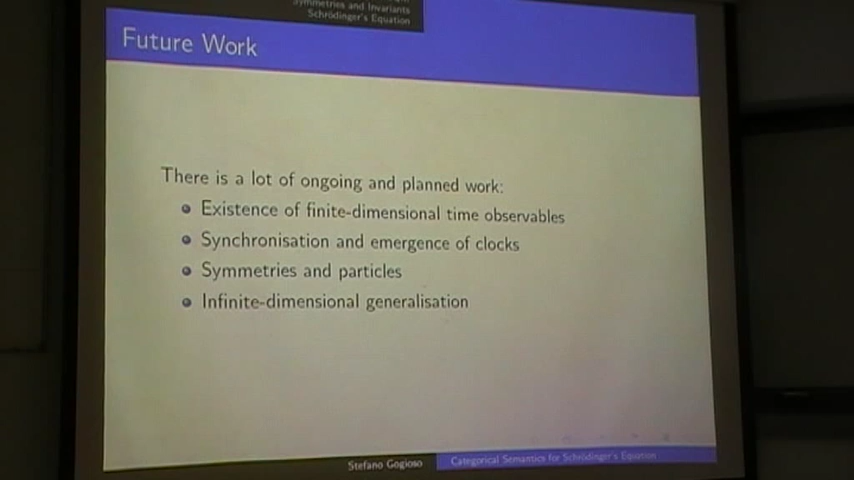 Symmetries and Invariants
Schrödinger's Equation
Future Work
There is a lot of ongoing and planned work:
Existence of finite-dimensional time observables
Synchronisation and emergence of clocks
Symmetries and particles
Infinite-dimensional generalisation
Stefano Gogioso
Categorical Semantics for Schrödinger's Equation